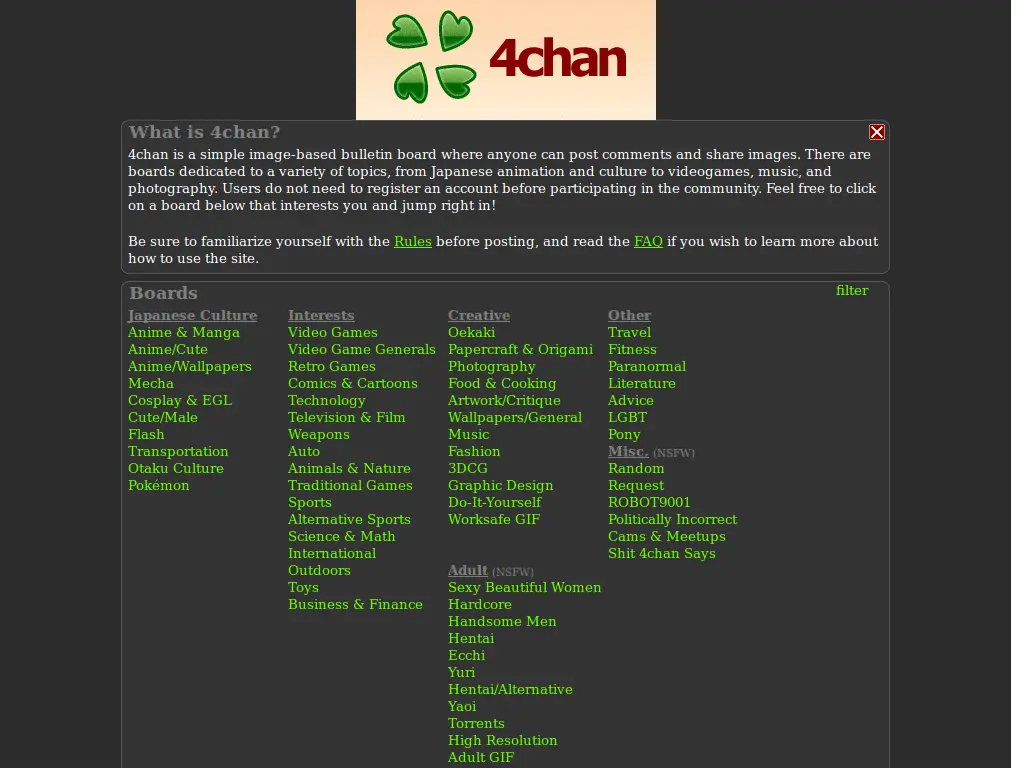 4chan
What is 4chan?
4chan is a simple image-based bulletin board where anyone can post comments and share images. There are
boards dedicated to a variety of topics, from Japanese animation and culture to videogames, music, and
photography. Users do not need to register an account before participating in the community. Feel free to click
on a board below that interests you and jump right in!
Be sure to familiarize yourself with the Rules before posting, and read the FAQ if you wish to learn more about
how to use the site.
Boards
filter
Japanese Culture
Anime & Manga
Anime/Cute
Anime/Wallpapers
Mecha
Cosplay & EGL
Cute/Male
Flash
Transportation
Otaku Culture
Pokémon
Interests
Video Games
Video Game Generals
Retro Games
Comics & Cartoons
Technology
Television & Film
Weapons
Auto
Animals & Nature
Traditional Games
Sports
Alternative Sports
Science & Math
International
Outdoors
Toys
Business & Finance
Creative
Oekaki
Papercraft & Origami
Photography
Food & Cooking
Artwork/Critique
Wallpapers/General
Music
Fashion
3DCG
Graphic Design
Do-It-Yourself
Worksafe GIF
Adult (NSFW)
Sexy Beautiful Women
Hardcore
Handsome Men
Hentai
Ecchi
Yuri
Hentai/Alternative
Yaoi
Torrents
High Resolution
Adult GIF
Other
Travel
Fitness
Paranormal
Literature
Advice
LGBT
Pony
Misc. (NSFW)
Random
Request
ROBOT9001
Politically Incorrect
Cams & Meetups
Shit 4chan Says